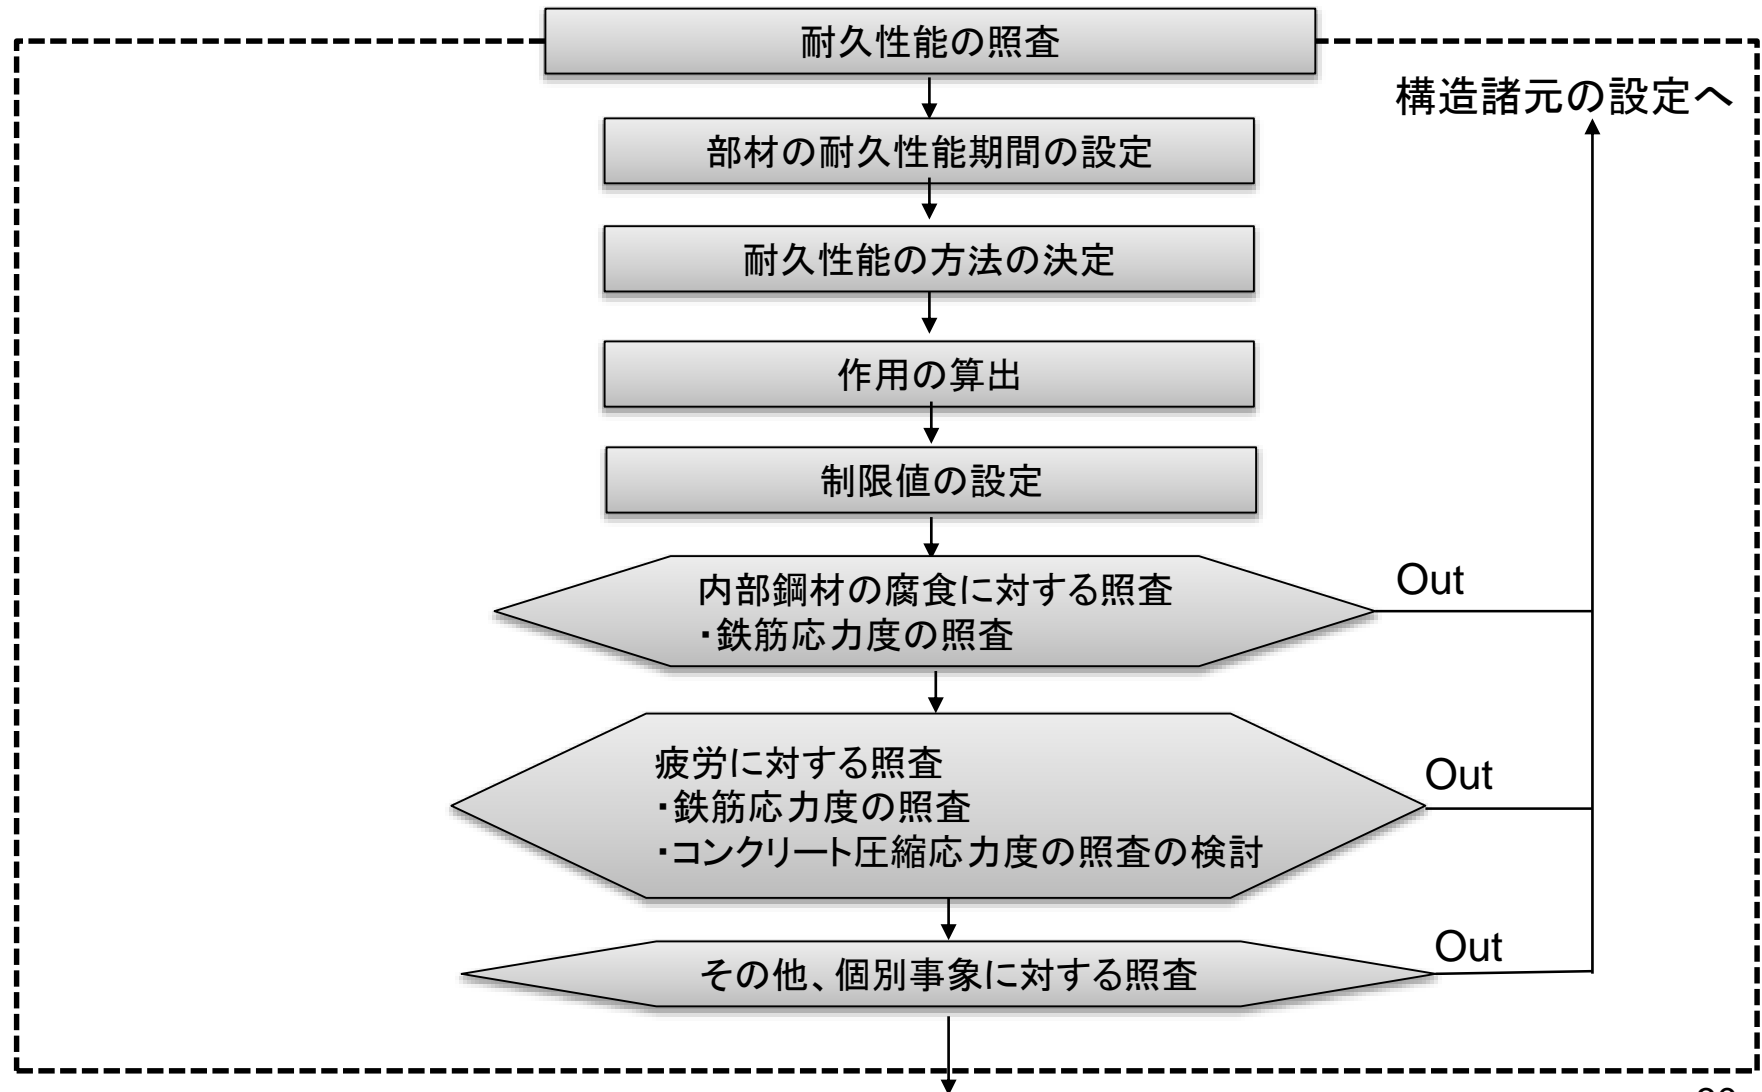 耐久性能の照査
構造諸元の設定へ
部材の耐久性能期間の設定
耐久性能の方法の決定
作用の算出
制限値の設定
内部鋼材の腐食に対する照査
・鉄筋応力度の照査
Out
疲労に対する照査
・鉄筋応力度の照査
・コンクリート圧縮応力度の照査の検討
Out
その他、個別事象に対する照査
Out